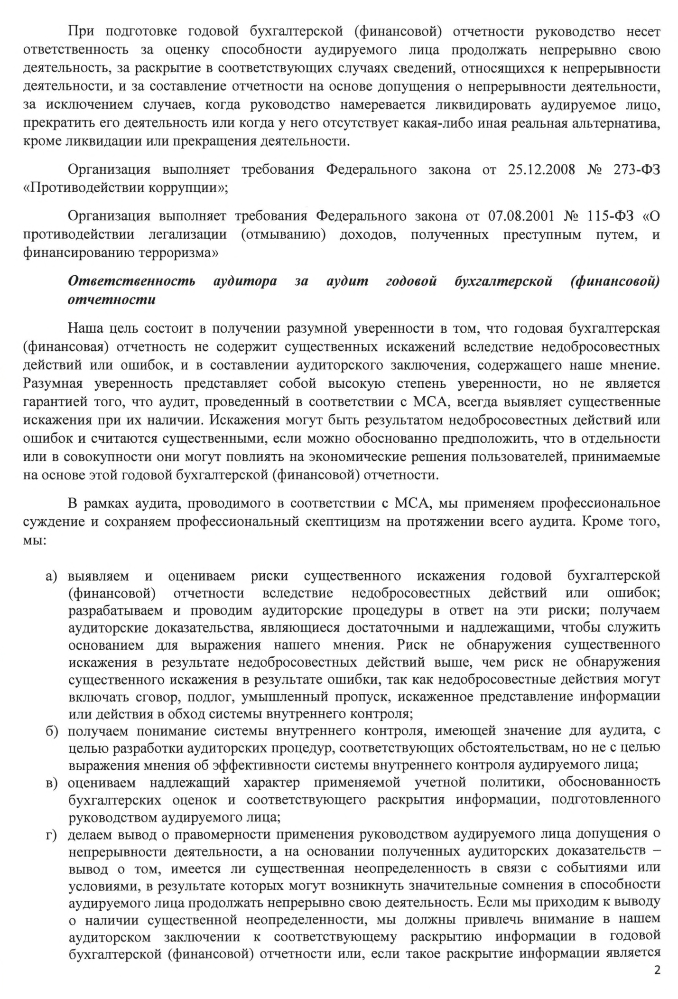 При подготовке годовой бухгалтерской (финансовой) отчетности руководство несет
ответственность за оценку способности аудируемого лица продолжать непрерывно свою
деятельность, за раскрытие в соответствующих случаях сведений, относящихся к непрерывности
деятельности, и за составление отчетности на основе допущения о непрерывности деятельности,
за исключением случаев, когда руководство намеревается ликвидировать аудируемое лицо,
прекратить его деятельность или когда у него отсутствует какая-либо иная реальная альтернатива,
кроме ликвидации или прекращения деятельности.
Организация выполняет требования Федерального закона от 25.12.2008 № 273-ФЗ
«Противодействии коррупции»;
Организация выполняет требования Федерального закона от 07.08.2001 № 115-ФЗ «О
противодействии легализации (отмыванию) доходов, полученных преступным путем, и
финансированию терроризма»
Ответственность аудитора за аудит годовой бухгалтерской (финансовой)
отчетности
Наша цель состоит в получении разумной уверенности в том, что годовая бухгалтерская
(финансовая) отчетность не содержит существенных искажений вследствие недобросовестных
действий или ошибок, и в составлении аудиторского заключения, содержащего наше мнение.
Разумная уверенность представляет собой высокую степень уверенности, но не является
гарантией того, что аудит, проведенный в соответствии с МСА, всегда выявляет существенные
искажения при их наличии. Искажения могут быть результатом недобросовестных действий или
ошибок и считаются существенными, если можно обоснованно предположить, что в отдельности
или в совокупности они могут повлиять на экономические решения пользователей, принимаемые
на основе этой годовой бухгалтерской (финансовой) отчетности.
В рамках аудита, проводимого в соответствии с МСА, мы применяем профессиональное
суждение и сохраняем профессиональный скептицизм на протяжении всего аудита. Кроме того,
мы:
а) выявляем и оцениваем риски существенного искажения годовой бухгалтерской
(финансовой) отчетности вследствие недобросовестных действий или ошибок;
разрабатываем и проводим аудиторские процедуры в ответ на эти риски; получаем
аудиторские доказательства, являющиеся достаточными и надлежащими, чтобы служить
основанием для выражения нашего мнения. Риск не обнаружения существенного
искажения в результате недобросовестных действий выше, чем риск не обнаружения
существенного искажения в результате ошибки, так как недобросовестные действия могут
включать сговор, подлог, умышленный пропуск, искаженное представление информации
или действия в обход системы внутреннего контроля;
б) получаем понимание системы внутреннего контроля, имеющей значение для аудита, с
целью разработки аудиторских процедур, соответствующих обстоятельствам, но не с целью
выражения мнения об эффективности системы внутреннего контроля аудируемого лица;
в) оцениваем надлежащий характер применяемой учетной политики, обоснованность
бухгалтерских оценок и соответствующего раскрытия информации, подготовленного
руководством аудируемого лица;
г) делаем вывод о правомерности применения руководством аудируемого лица допущения о
непрерывности деятельности, а на основании полученных аудиторских доказательств –
вывод о том, имеется ли существенная неопределенность в связи с событиями или
условиями, в результате которых могут возникнуть значительные сомнения в способности
аудируемого лица продолжать непрерывно свою деятельность. Если мы приходим к выводу
о наличии существенной неопределенности, мы должны привлечь внимание в нашем
аудиторском заключении к соответствующему раскрытию информации в годовой
бухгалтерской (финансовой) отчетности или, если такое раскрытие информации является
2